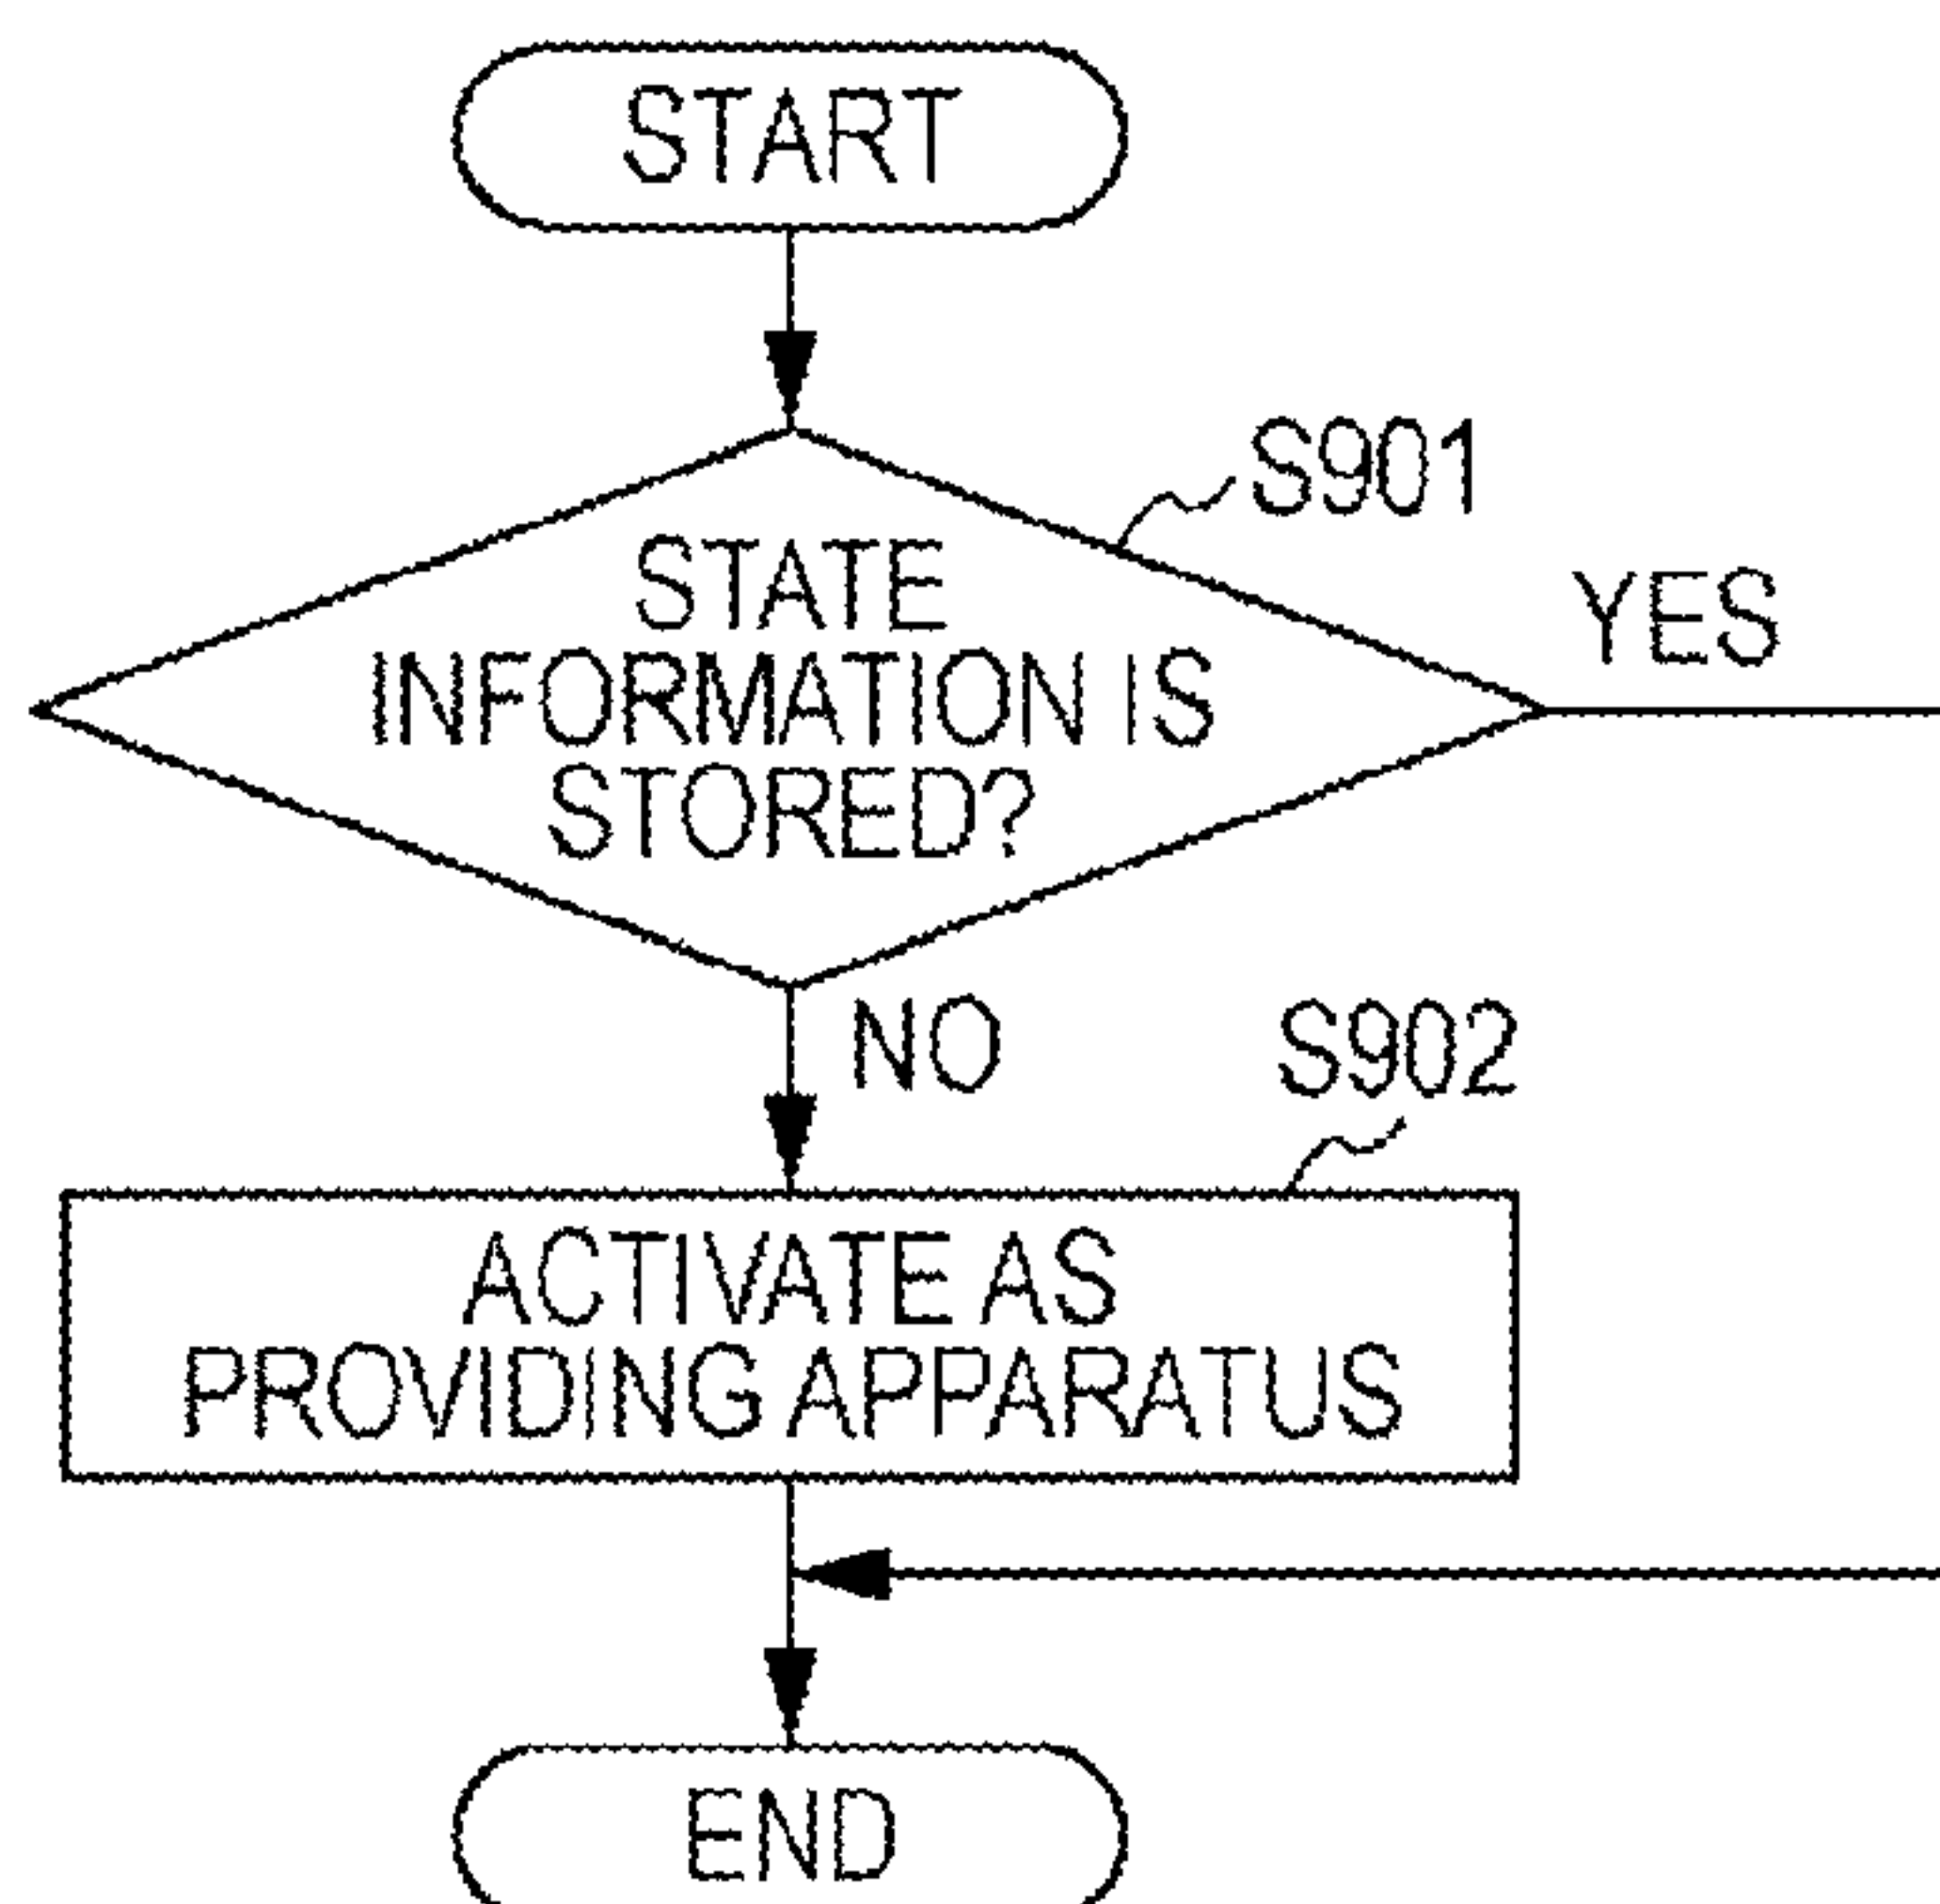 START
S901
STATE
INFORMATION IS
STORED?
YES
NO
S902
ACTIVATE AS
PROVIDING APPARATUS
END